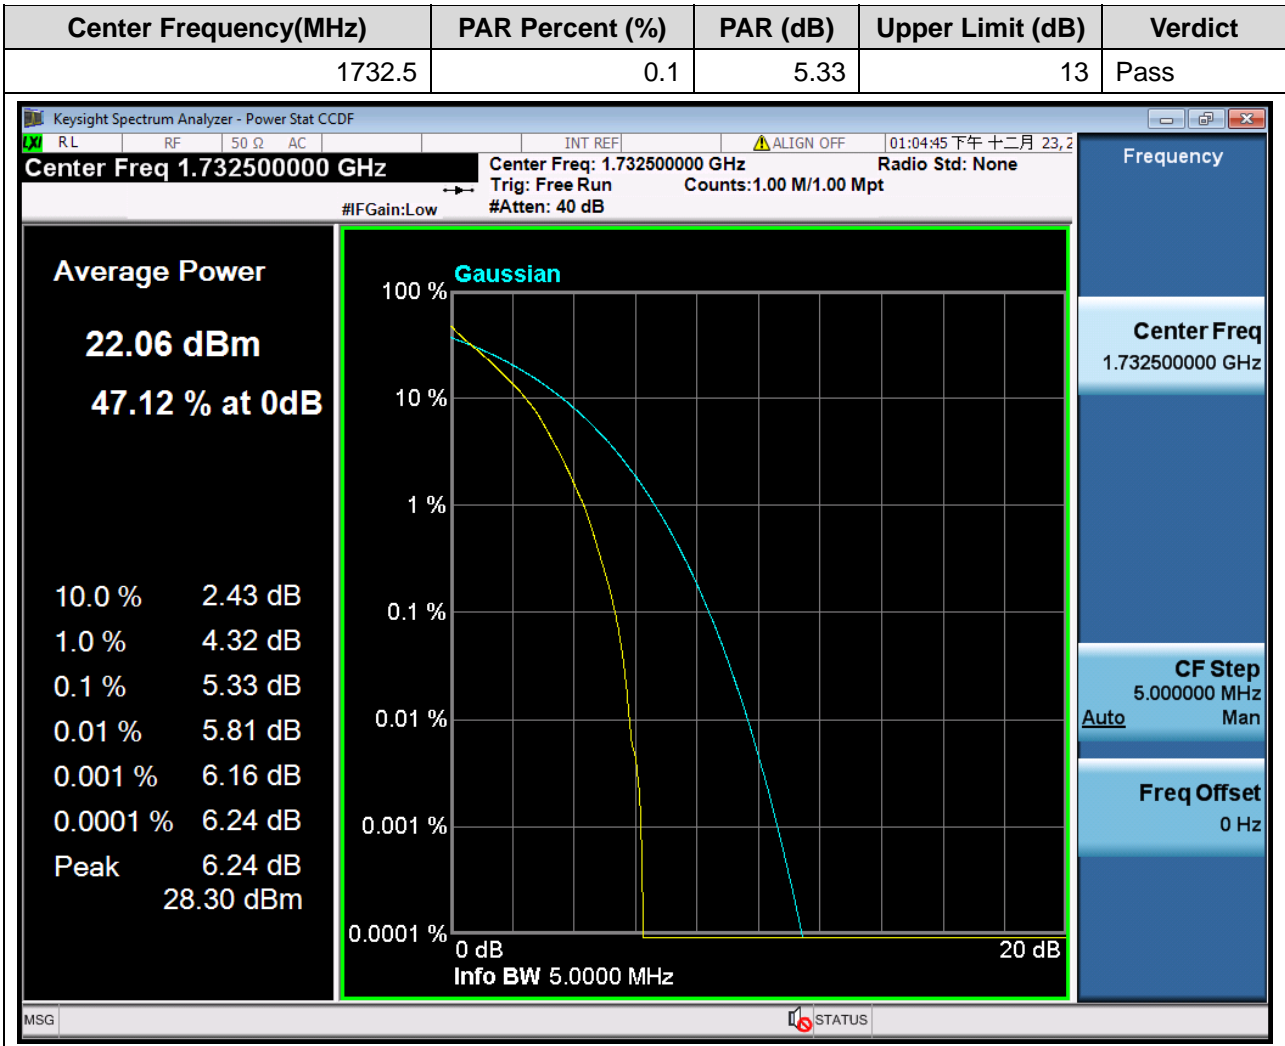 Center Frequency(MHz) PAR Percent (%) PAR (dB) Upper Limit (dB) Verdict
1732.5 0.1 5.33 13 Pass
Keysight Spectrum Analyzer - Power Stat CCDF
LXI RL RF 50 Ω AC INT REF ALIGN OFF 01:04:45 下午 十二月 23, 2
Center Freq 1.732500000 GHz
#IFGain:Low
Center Freq: 1.732500000 GHz Radio Std: None
Trig: Free Run Counts:1.00 M/1.00 Mpt
#Atten: 40 dB
Average Power
22.06 dBm
47.12 % at 0dB
10.0 % 2.43 dB
1.0 % 4.32 dB
0.1 % 5.33 dB
0.01 % 5.81 dB
0.001 % 6.16 dB
0.0001 % 6.24 dB
Peak 6.24 dB
28.30 dBm
Gaussian
100 %
10 %
1 %
0.1 %
0.01 %
0.001 %
0.0001 %
0 dB 20 dB
Info BW 5.0000 MHz
Frequency
Center Freq
1.732500000 GHz
CF Step
5.000000 MHz
Auto Man
Freq Offset
0 Hz
MSG STATUS